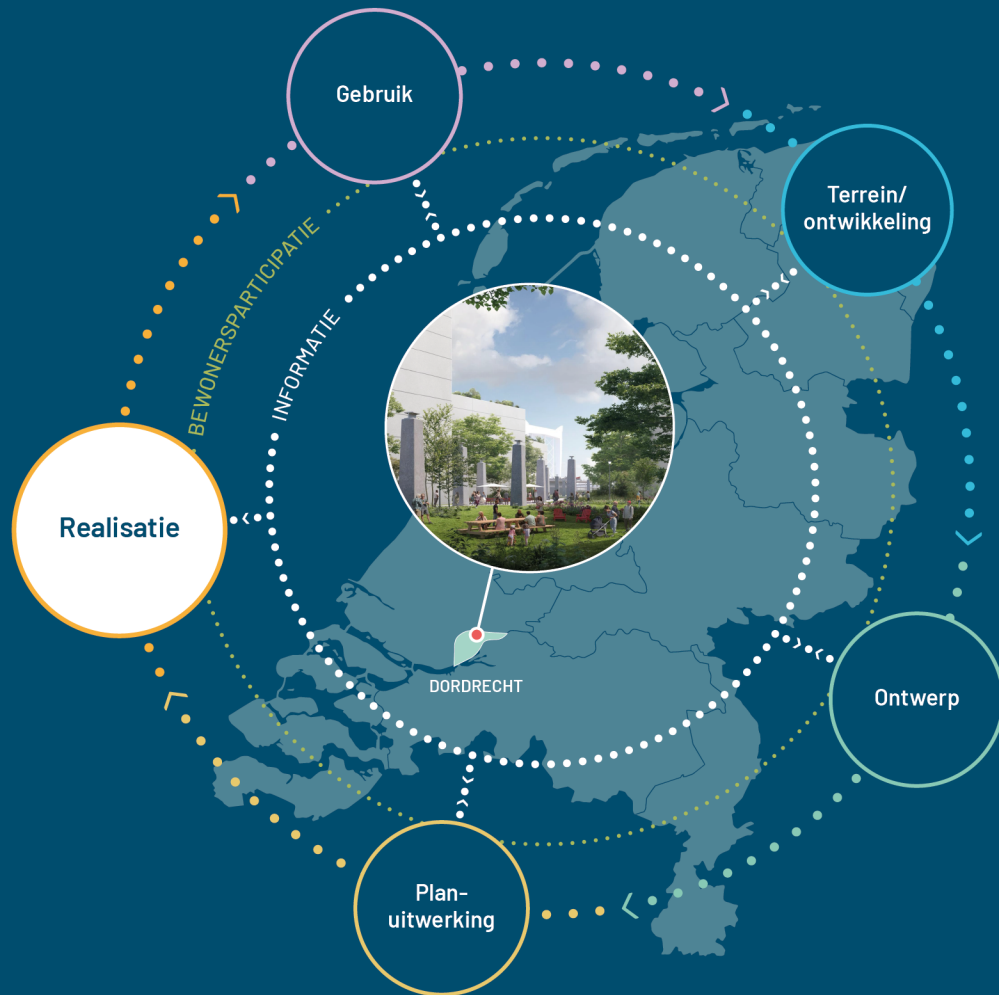 Gebruik
Terrein/
ontwikkeling
BEWONERSPARTICIPATIE
INFORMATIE
Realisatie
DORDRECHT
Ontwerp
Plan-
uitwerking